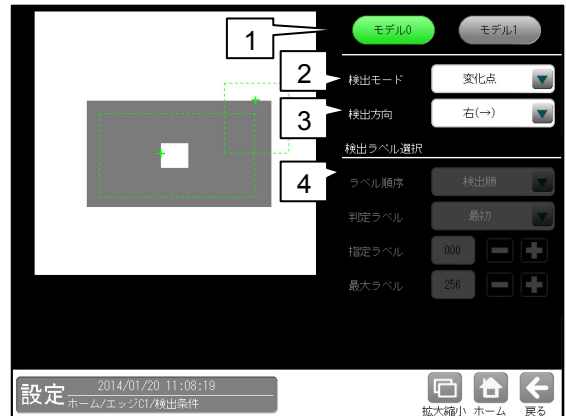 1
モデル0
モデル1
2
検出モード
変化点
3
検出方向
右(→)
検出ラベル選択
4
ラベル順序
検出順
判定ラベル
最初
指定ラベル
000
最大ラベル
256
設定
2014/01/20 11:08:19
ホーム/エッジC1/検出条件
拡大縮小
ホーム
戻る